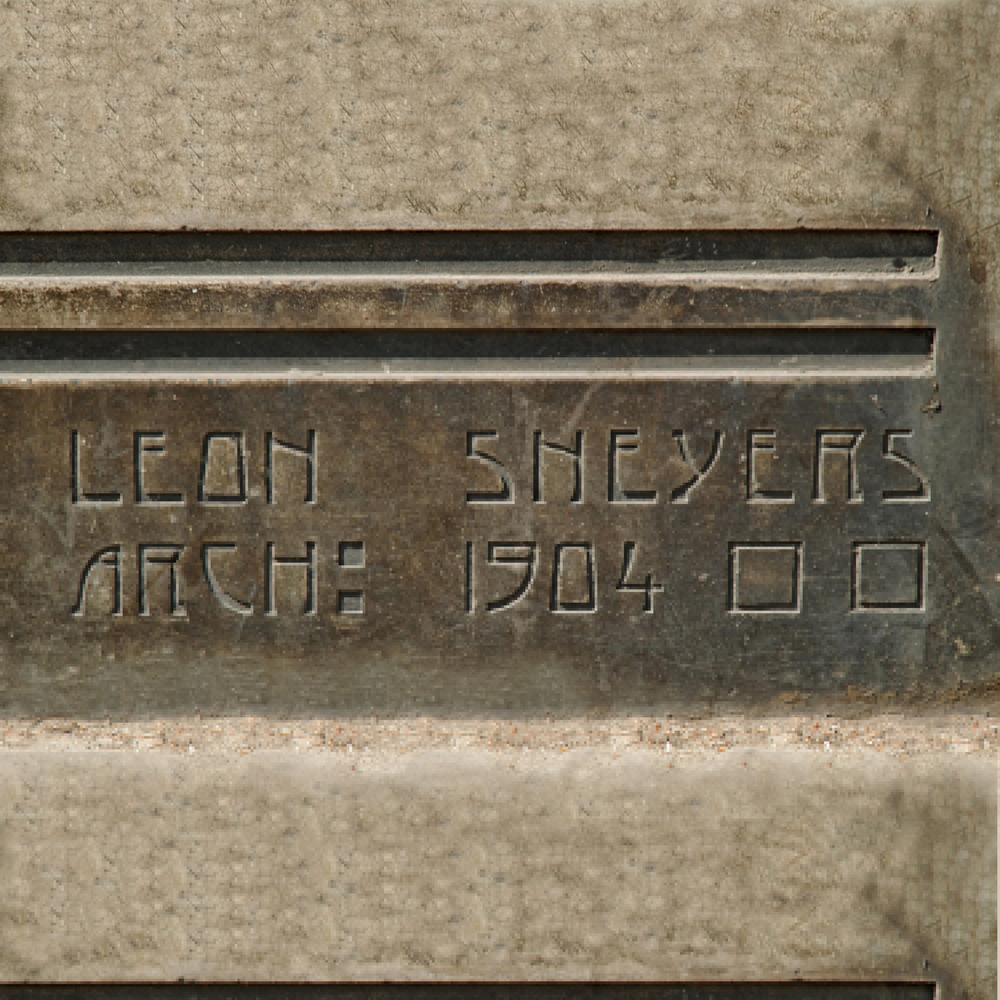 LEON SNEYERS
ARCH: 1904 □□